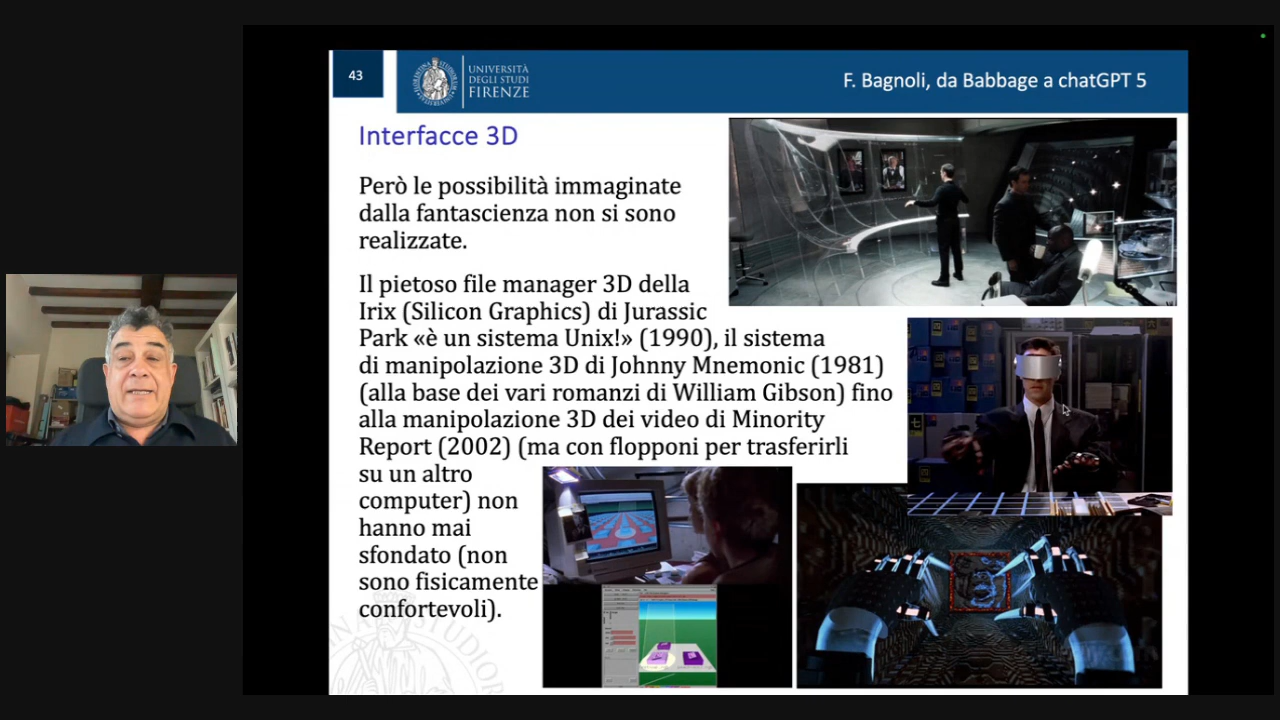 43
UNIVERSITÀ
DEGLI STUDI
FIRENZE
F. Bagnoli, da Babbage a chatGPT 5
Interfacce 3D
Però le possibilità immaginate
dalla fantascienza non si sono
realizzate.
Il pietoso file manager 3D della
Irix (Silicon Graphics) di Jurassic
Park «è un sistema Unix!» (1990), il sistema
di manipolazione 3D di Johnny Mnemonic (1981)
(alla base dei vari romanzi di William Gibson) fino
alla manipolazione 3D dei video di Minority
Report (2002) (ma con flopponi per trasferirli
su un altro
computer) non
hanno mai
sfondato (non
sono fisicamente
confortevoli).